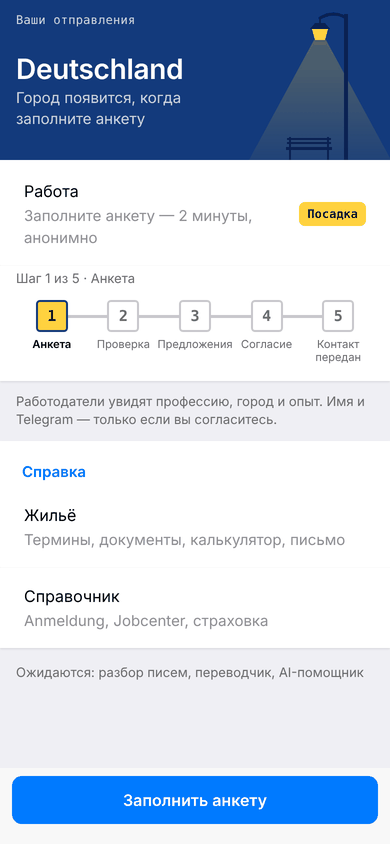 Ваши отправления
Deutschland
Город появится, когда
заполните анкету
Работа
Заполните анкету — 2 минуты,
анонимно
Посадка
Шаг 1 из 5 · Анкета
1
2
3
4
5
Анкета
Проверка
Предложения
Согласие
Контакт
передан
Работодатели увидят профессию, город и опыт. Имя и
Telegram — только если вы согласитесь.
Справка
Жильё
Термины, документы, калькулятор, письмо
Справочник
Anmeldung, Jobcenter, страховка
Ожидаются: разбор писем, переводчик, AI-помощник
Заполнить анкету